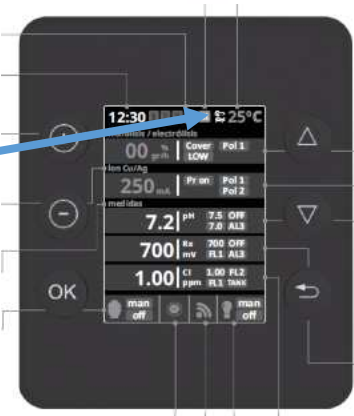 12:30 25°C
/ electrólisis
00 gr/h Cover LOW Pol 1
Ion Cu/Ag
250 mA Pr on Pol 1 Pol 2
medidas
7.2 pH 7.5 OFF 7.0 AL3
700 Rx mV 700 OFF FL1 AL3
1.00 Cl ppm 1.00 FL2 FL1 TANK
man off man off
+
−
OK